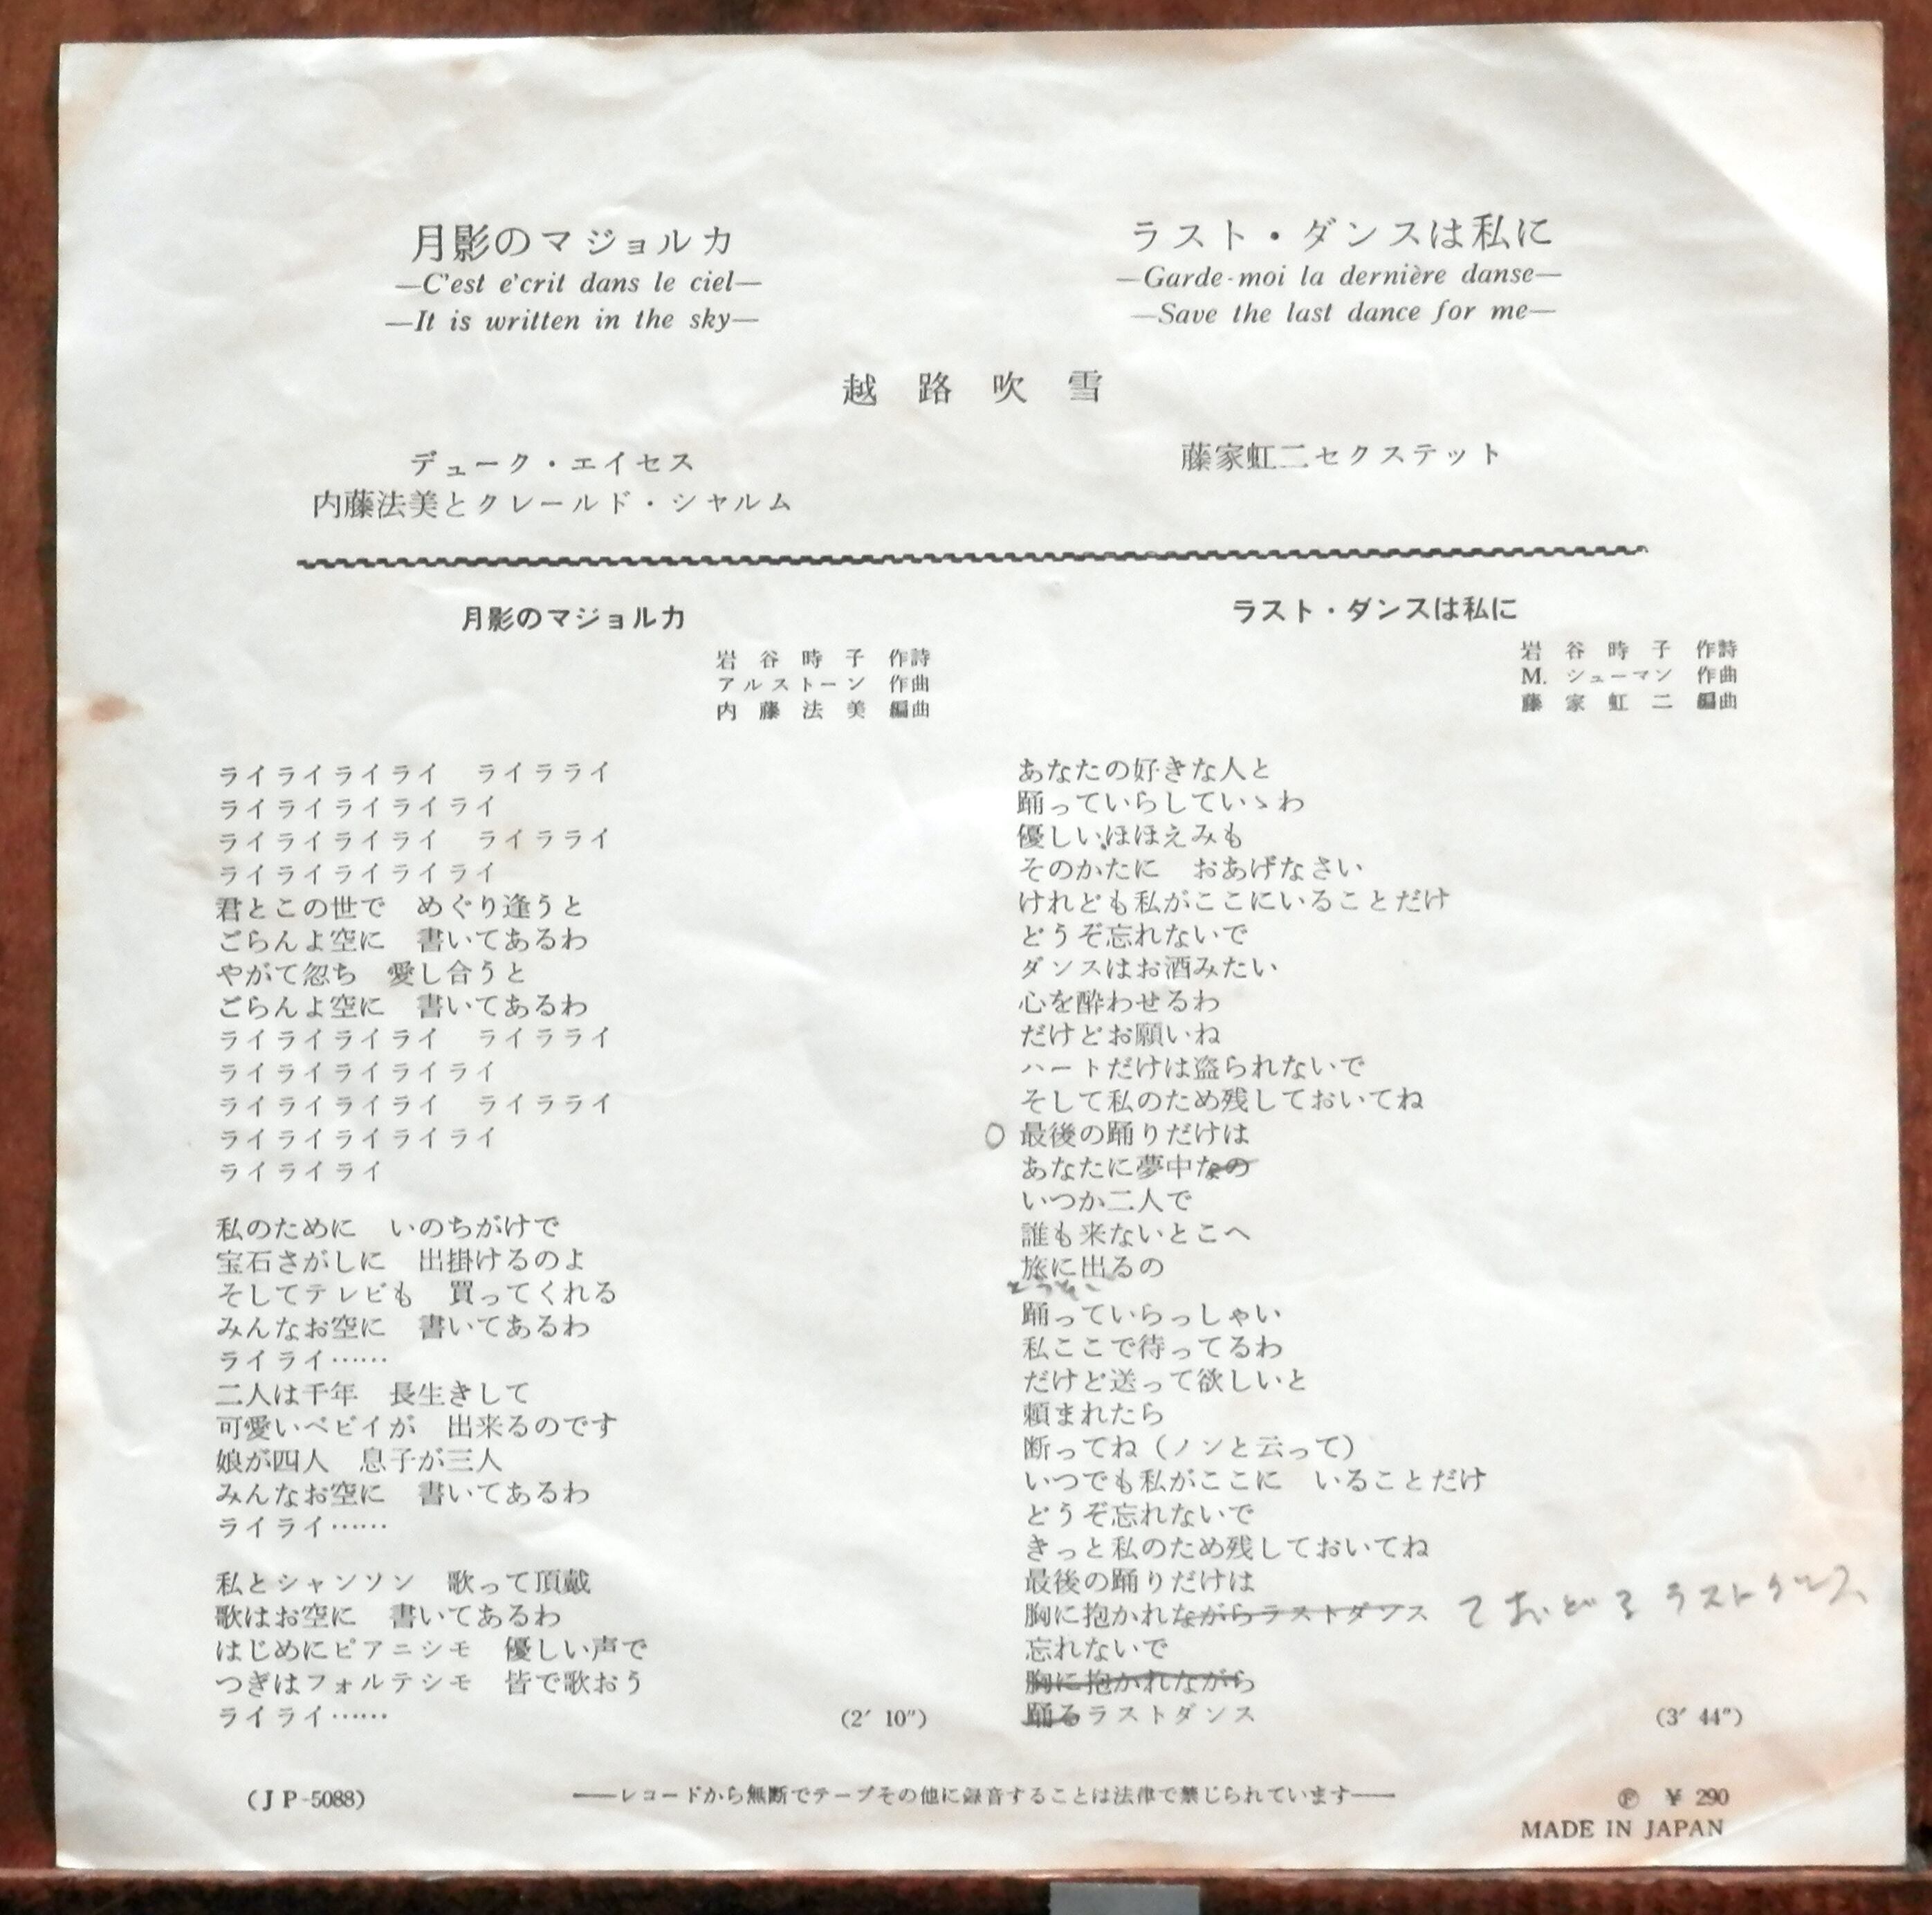 月影のマジョルカ
—C'est e'crit dans le ciel—
—It is written in the sky—
ラスト・ダンスは私に
—Garde-moi la dernière danse—
—Save the last dance for me—
越路吹雪
デューク・エイセス
内藤法美とクレールド・シャルム
藤家虹二セクステット
月影のマジョルカ
岩谷時子 作詩
アルストーン 作曲
内藤法美 編曲
ライライライライ　ライラライ
ライライライライライ
ライライライライ　ライラライ
ライライライライライ
君とこの世で　めぐり逢うと
ごらんよ空に　書いてあるわ
やがて忽ち　愛し合うと
ごらんよ空に　書いてあるわ
ライライライライ　ライラライ
ライライライライライ
ライライライライ　ライラライ
ライライライライライ
ライライライ
私のために　いのちがけで
宝石さがしに　出掛けるのよ
そしてテレビも　買ってくれる
みんなお空に　書いてあるわ
ライライ……
二人は千年　長生きして
可愛いベビイが　出来るのです
娘が四人　息子が三人
みんなお空に　書いてあるわ
ライライ……
私とシャンソン　歌って頂戴
歌はお空に　書いてあるわ
はじめにピアニシモ　優しい声で
つぎはフォルテシモ　皆で歌おう
ライライ……
(2′ 10″)
ラスト・ダンスは私に
岩谷時子 作詩
M. シューマン 作曲
藤家虹二 編曲
あなたの好きな人と
踊っていらしていゝわ
優しいほほえみも
そのかたに　おあげなさい
けれども私がここにいることだけ
どうぞ忘れないで
ダンスはお酒みたい
心を酔わせるわ
だけどお願いね
ハートだけは盗られないで
そして私のため残しておいてね
○ 最後の踊りだけは
あなたに夢中なの
いつか二人で
誰も来ないとこへ
旅に出るの
どうぞ
踊っていらっしゃい
私ここで待ってるわ
だけど送って欲しいと
頼まれたら
断ってね（ノンと云って）
いつでも私がここに　いることだけ
どうぞ忘れないで
きっと私のため残しておいてね
最後の踊りだけは
胸に抱かれながらラストダンス ておどるラストダンス
忘れないで
胸に抱かれながら
踊るラストダンス
(3′ 44″)
(JP-5088)
——レコードから無断でテープその他に録音することは法律で禁じられています——
Ⓟ ¥ 290
MADE IN JAPAN